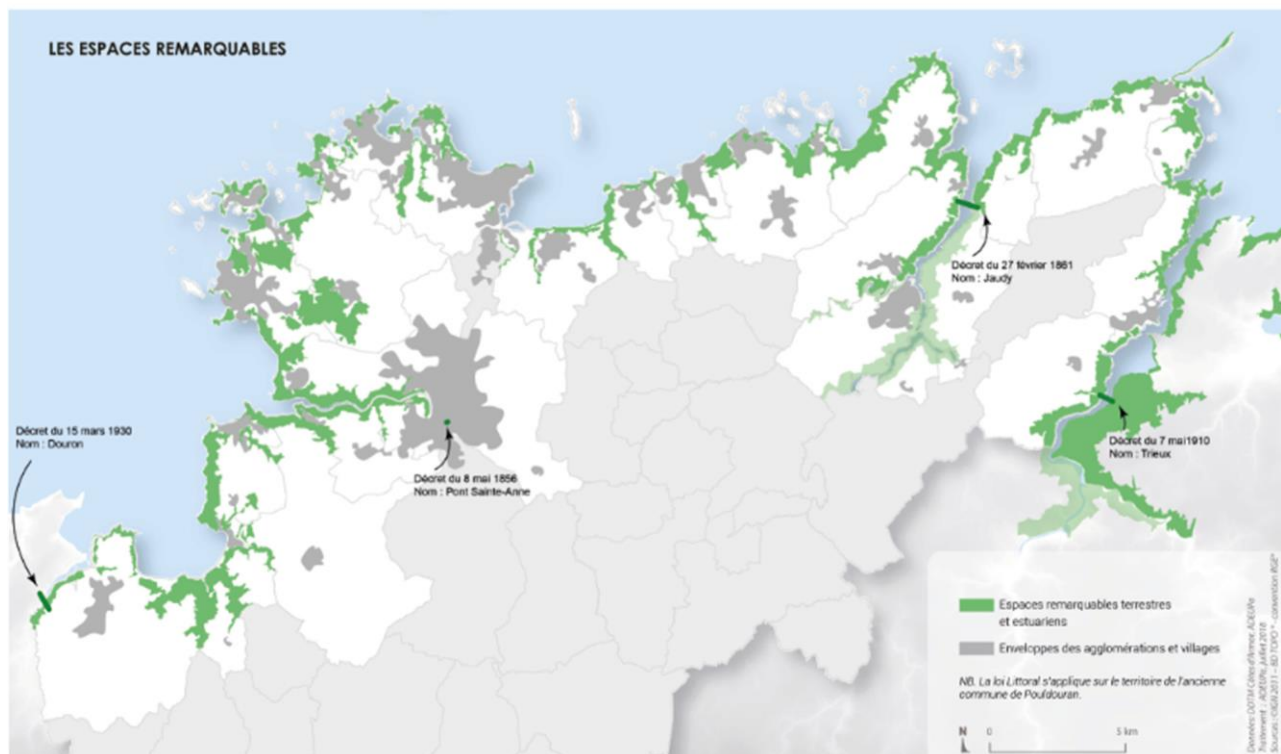 LES ESPACES REMARQUABLES
Décret du 27 février 1861
Nom : Jaudy
Décret du 15 mars 1930
Nom : Douron
Décret du 7 mai1910
Nom : Trieux
Décret du 8 mai 1856
Nom : Pont Sainte-Anne
Espaces remarquables terrestres
et estuariens
Enveloppes des agglomérations et villages
NB. La loi Littoral s'applique sur le territoire de l'ancienne
commune de Pouldouran.
N 0 5 km